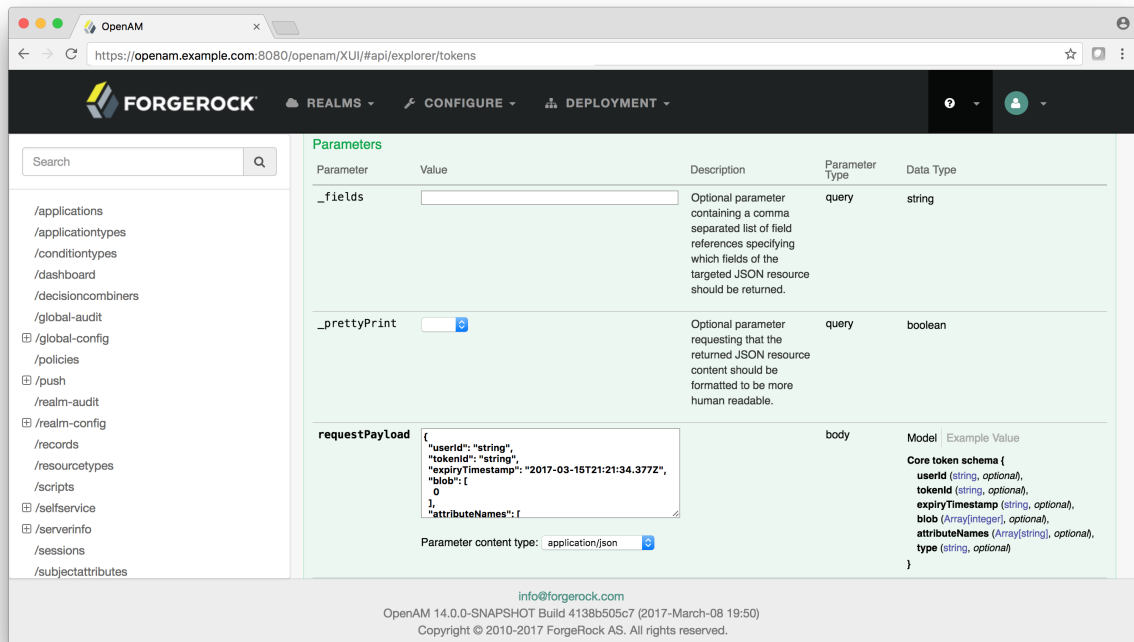 OpenAM
https://openam.example.com:8080/openam/XUI/#api/explorer/tokens
FORGEROCK REALMS CONFIGURE DEPLOYMENT
Search
/applications
/applicationtypes
/conditiontypes
/dashboard
/decisioncombiners
/global-audit
/global-config
/policies
/push
/realm-audit
/realm-config
/records
/resourcetypes
/scripts
/selfservice
/serverinfo
/sessions
/subjectattributes
Parameters
Parameter Value Description Parameter Type Data Type
_fields
Optional parameter
containing a comma
separated list of field
references specifying
which fields of the
targeted JSON resource
should be returned.
query
string
_prettyPrint
Optional parameter
requesting that the
returned JSON resource
content should be
formatted to be more
human readable.
query
boolean
requestPayload
{
"userId": "string",
"tokenId": "string",
"expiryTimestamp": "2017-03-15T21:21:34.377Z",
"blob": [
0
],
"attributeNames": [
Parameter content type: application/json
body
Model Example Value
Core token schema {
userId (string, optional),
tokenId (string, optional),
expiryTimestamp (string, optional),
blob (Array[integer], optional),
attributeNames (Array[string], optional),
type (string, optional)
}
info@forgerock.com
OpenAM 14.0.0-SNAPSHOT Build 4138b505c7 (2017-March-08 19:50)
Copyright © 2010-2017 ForgeRock AS. All rights reserved.